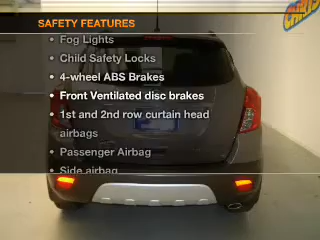 SAFETY FEATURES
• Fog Lights
• Child Safety Locks
• 4-wheel ABS Brakes
• Front Ventilated disc brakes
• 1st and 2nd row curtain head
airbags
• Passenger Airbag
• Side airbag